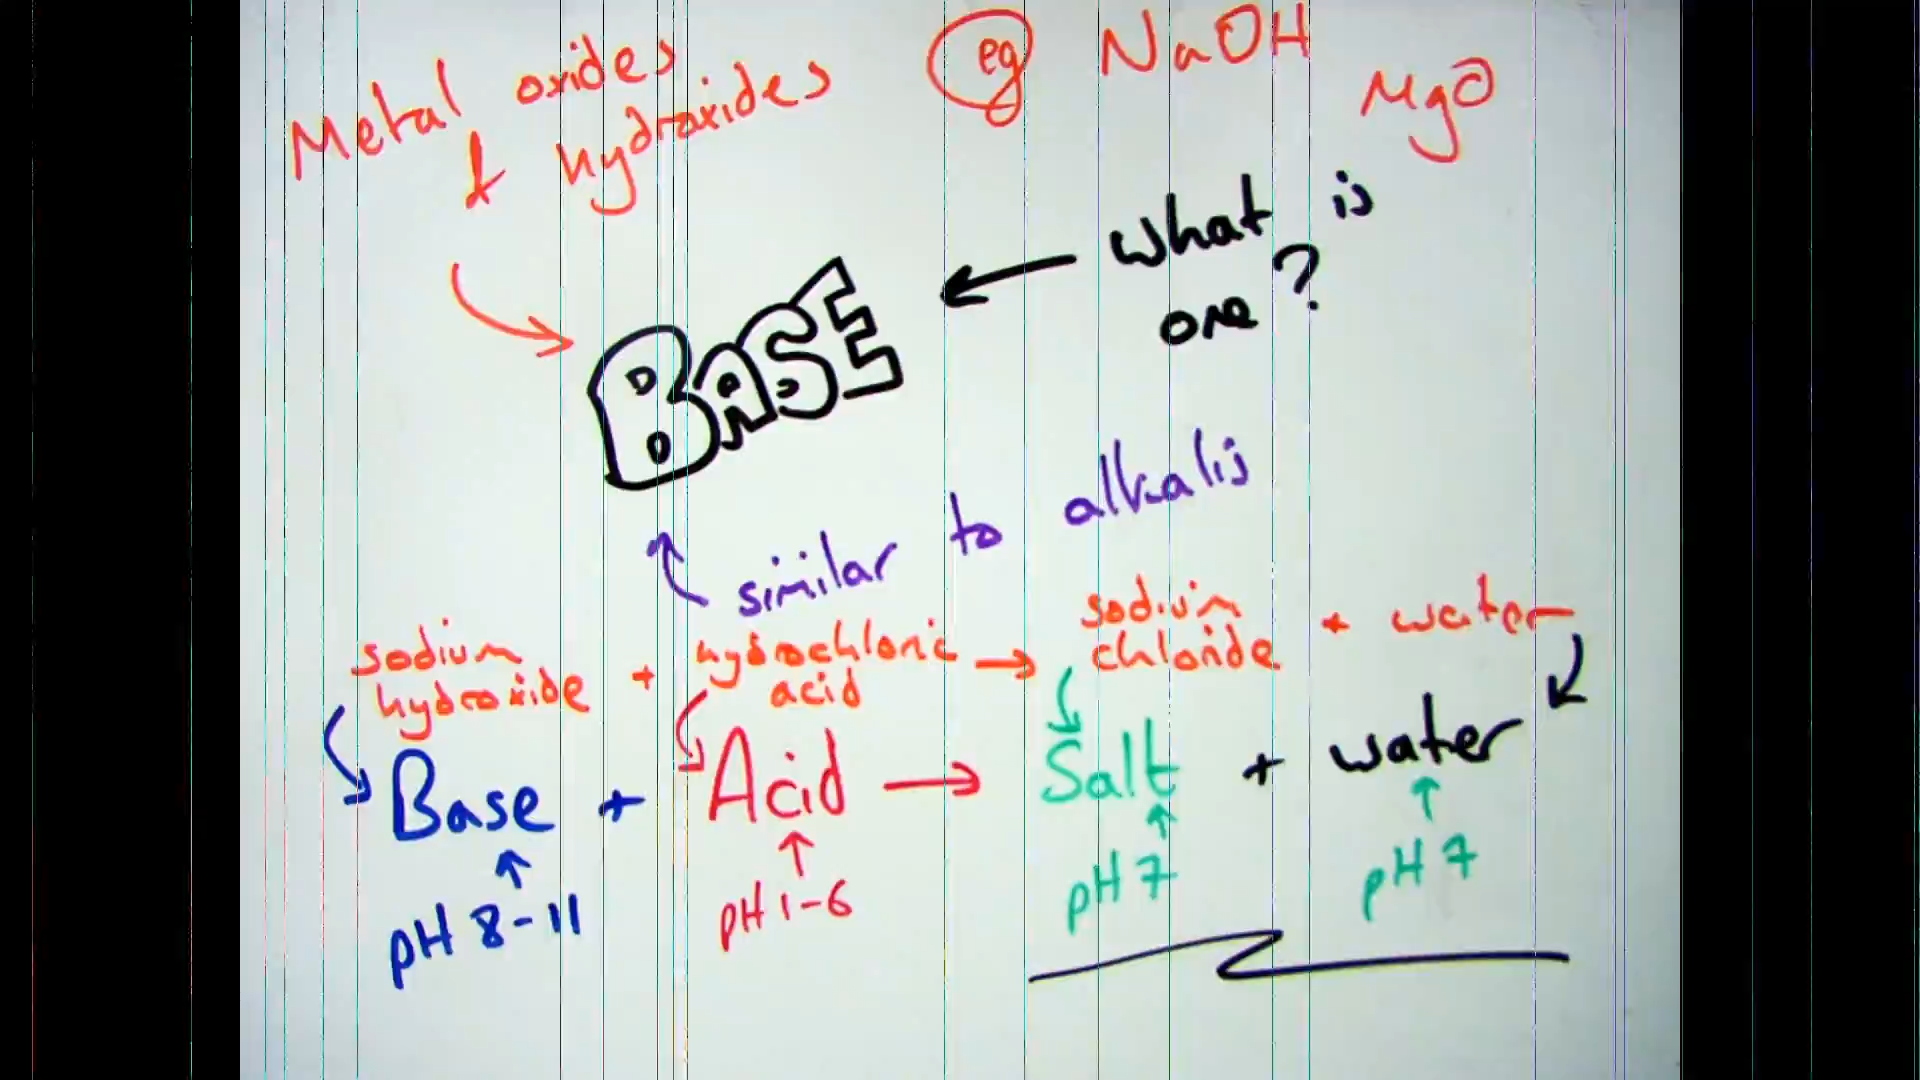 Metal oxides
& hydroxides
eg NaOH
MgO
BASE
what is
one?
similar to alkalis
sodium
hydroxide
+
hydrochloric
acid
→
sodium
chloride
+ water
Base + Acid → Salt + water
pH 8-11
pH 1-6
pH 7
pH 7